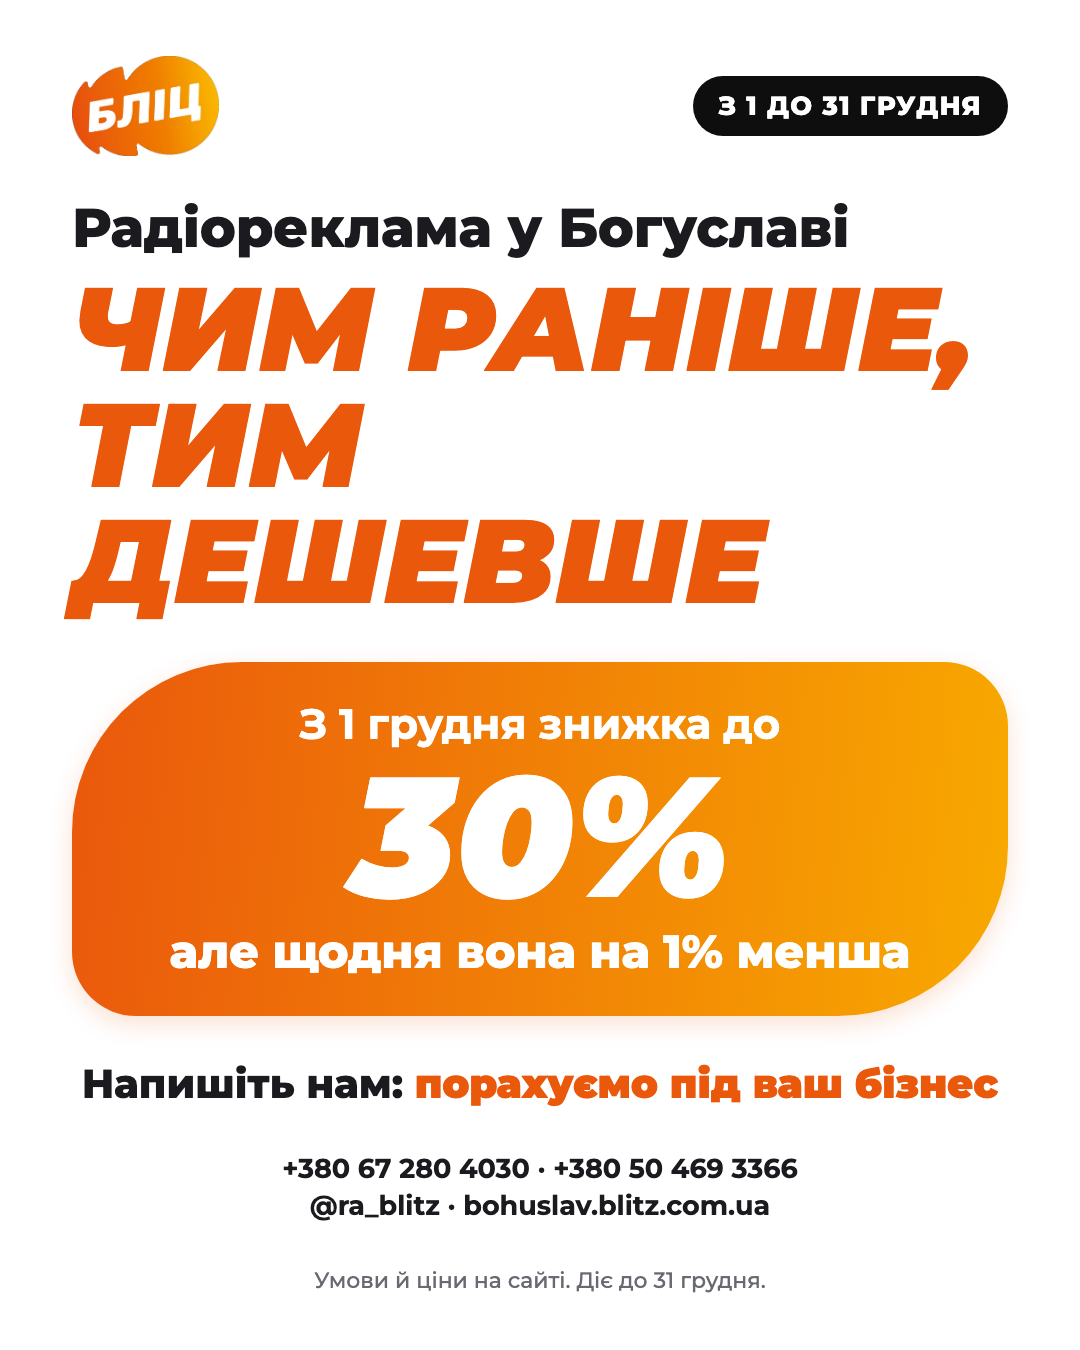 БЛІЦ
З 1 ДО 31 ГРУДНЯ
Радіореклама у Богуславі
ЧИМ РАНІШЕ,
ТИМ
ДЕШЕВШЕ
З 1 грудня знижка до
30%
але щодня вона на 1% менша
Напишіть нам: порахуємо під ваш бізнес
+380 67 280 4030 · +380 50 469 3366
@ra_blitz · bohuslav.blitz.com.ua
Умови й ціни на сайті. Діє до 31 грудня.